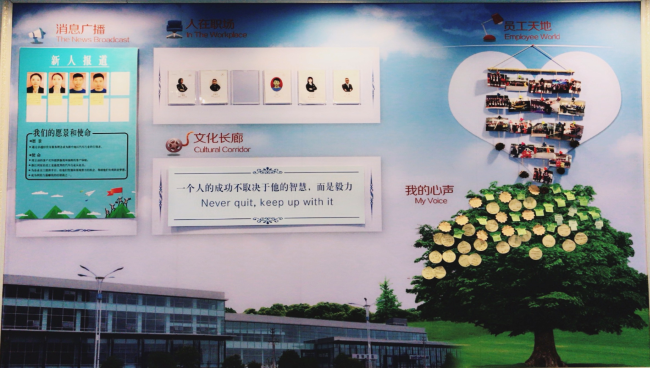 消息广播
The News Broadcast
人在职场
In The Workplace
员工天地
Employee World
新人报道
我们的愿景和使命
文化长廊
Cultural Corridor
一个人的成功不取决于他的智慧，而是毅力
Never quit, keep up with it
我的心声
My Voice